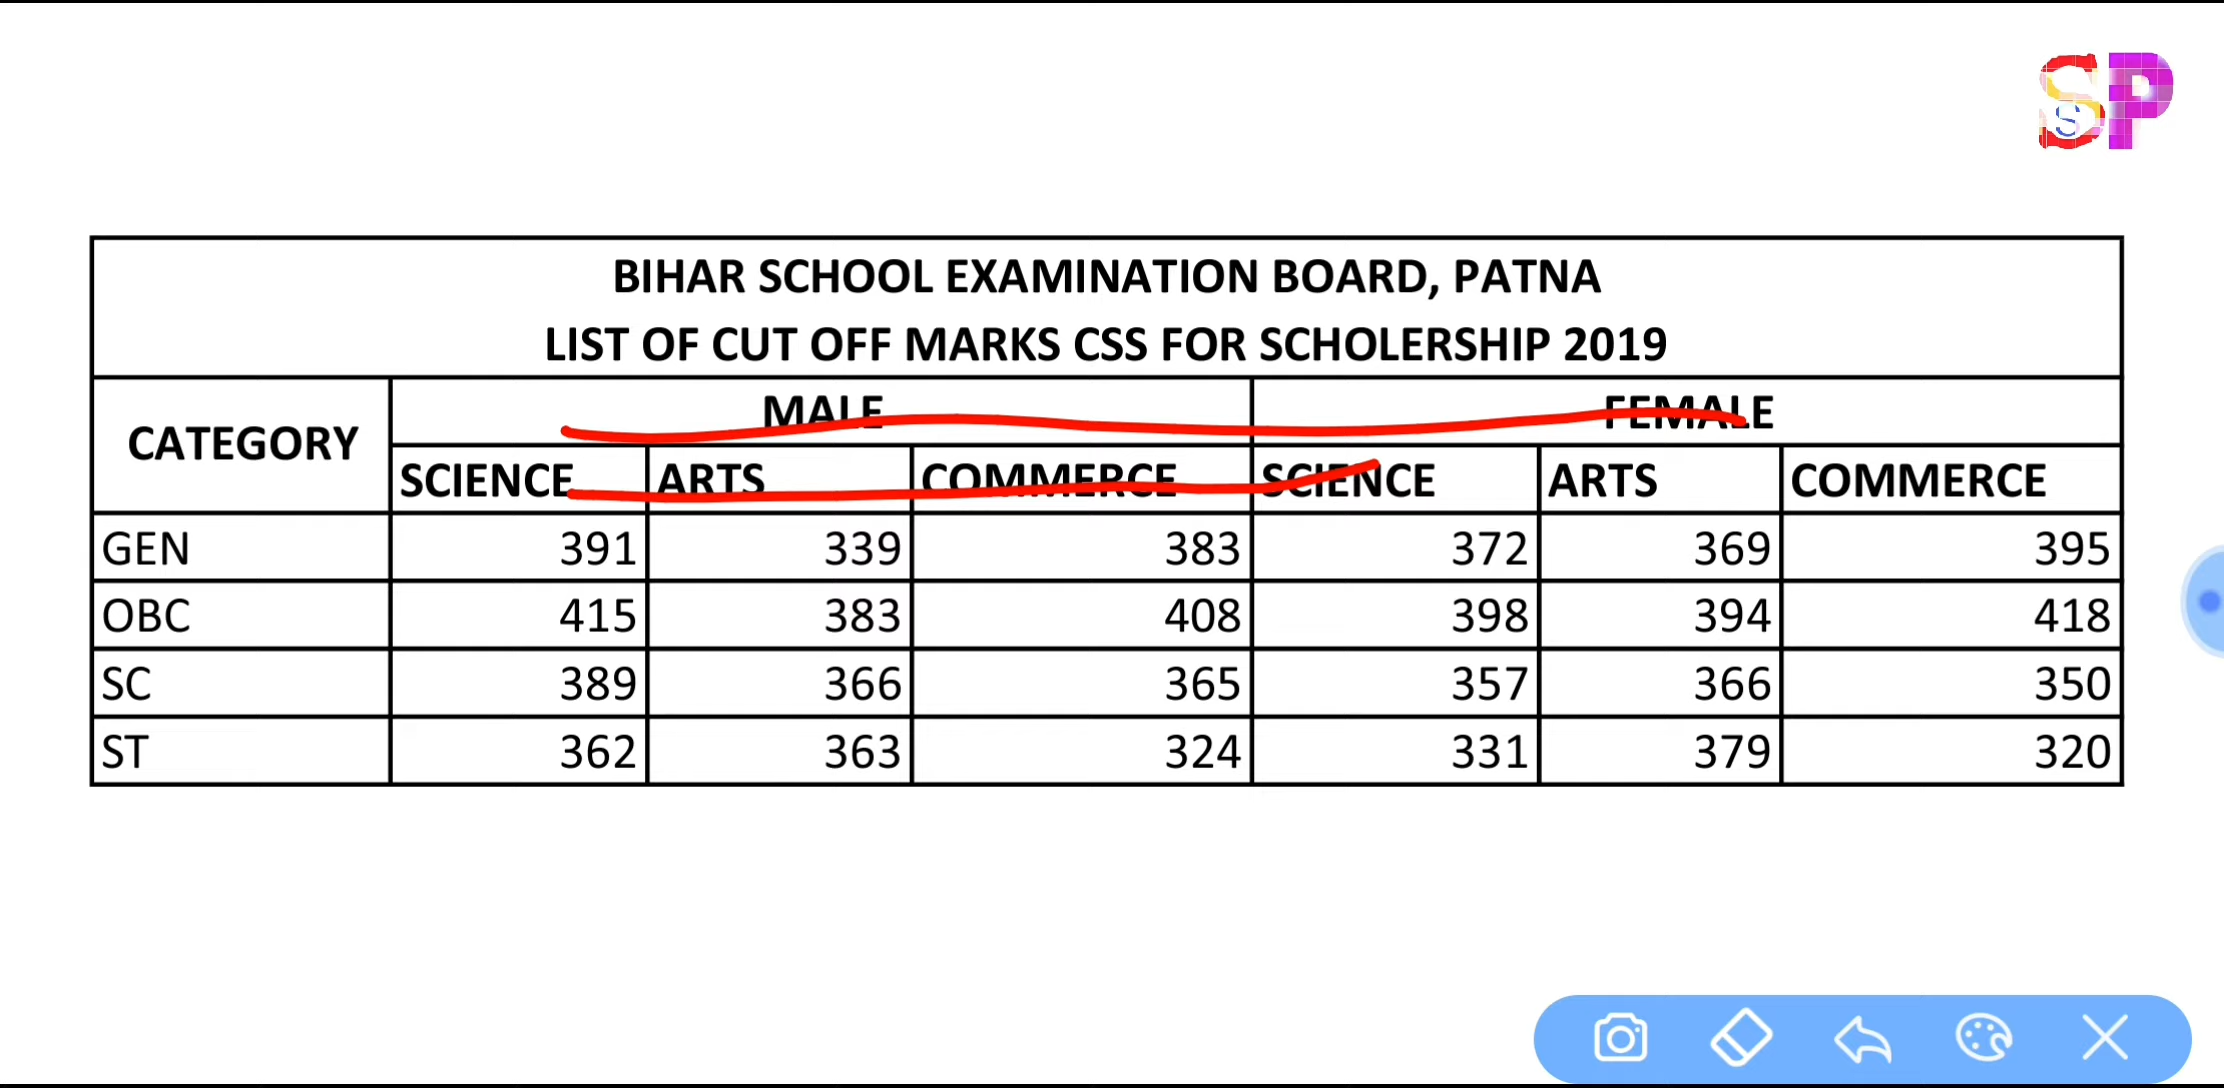 SP
S
BIHAR SCHOOL EXAMINATION BOARD, PATNA
LIST OF CUT OFF MARKS CSS FOR SCHOLERSHIP 2019
CATEGORY MALE FEMALE
SCIENCE ARTS COMMERCE SCIENCE ARTS COMMERCE
GEN 391 339 383 372 369 395
OBC 415 383 408 398 394 418
SC 389 366 365 357 366 350
ST 362 363 324 331 379 320